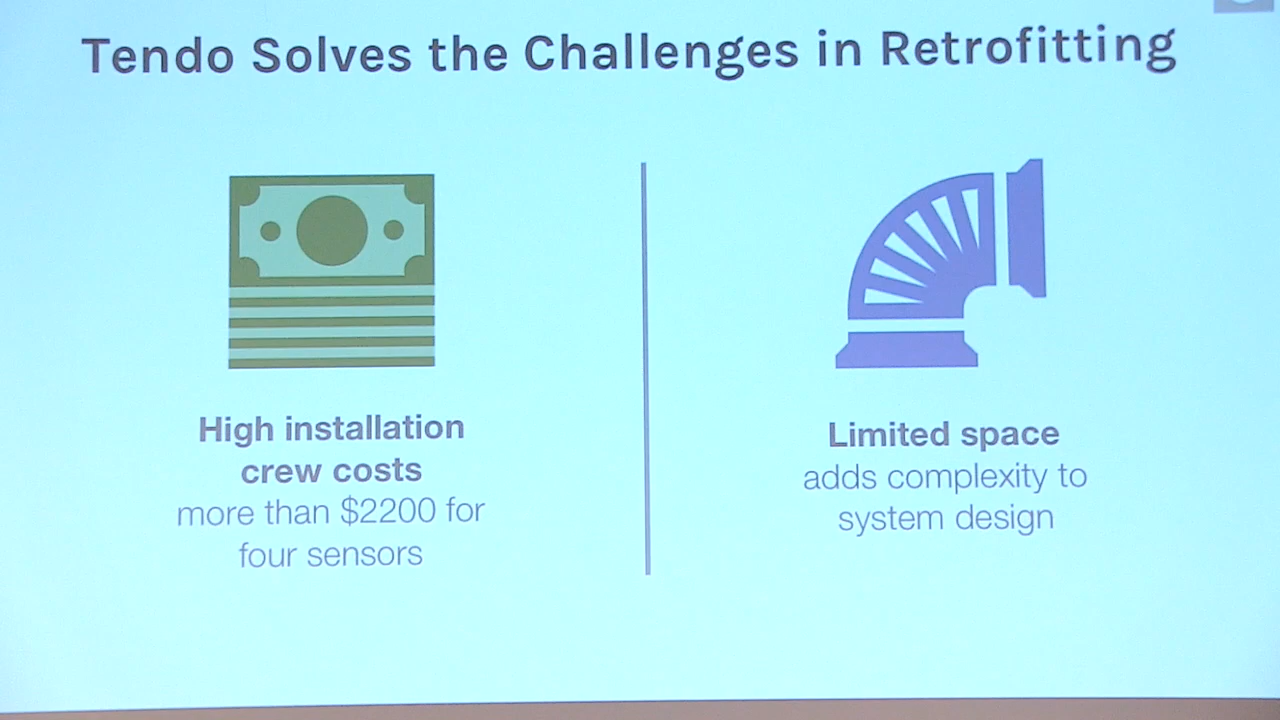 Tendo Solves the Challenges in Retrofitting
High installation
crew costs
more than $2200 for
four sensors
Limited space
adds complexity to
system design